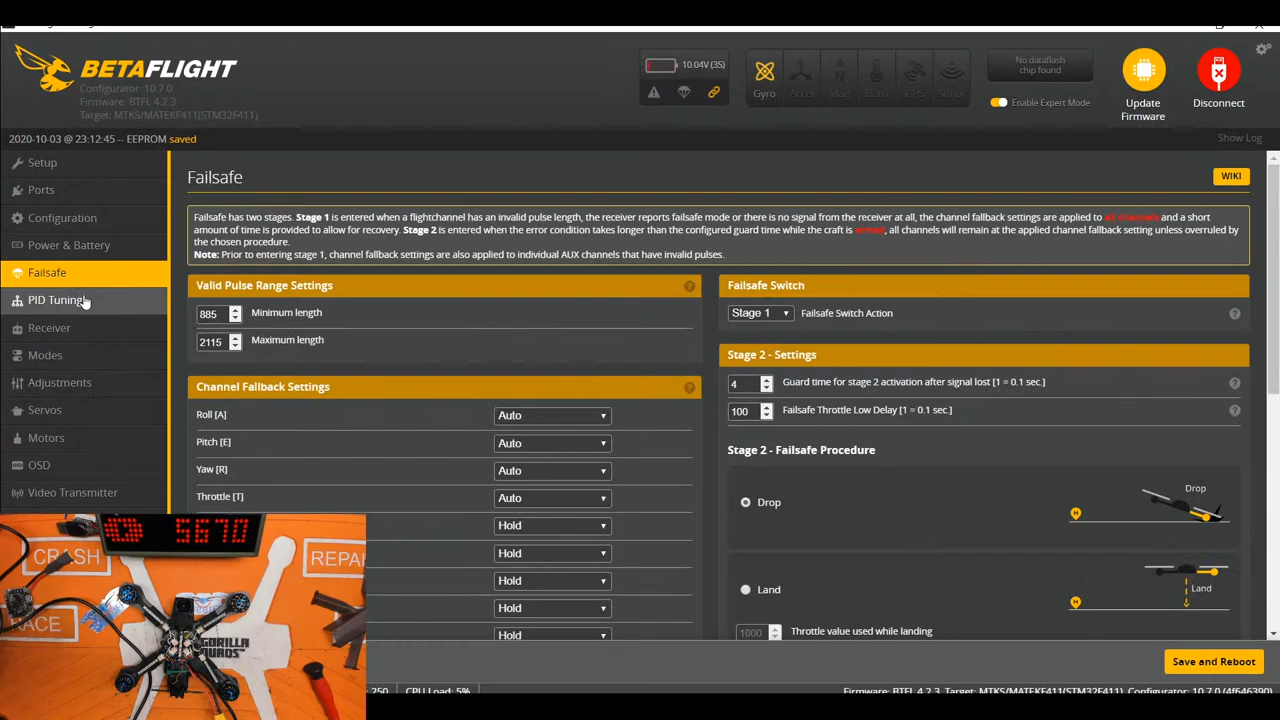 BETAFLIGHT
Configurator: 10.7.0
Firmware: BTFL 4.2.3
Target: MTKS/MATEKF411(STM32F411)
10.04V (3S)
Gyro
Accel
Mag
Baro
GPS
Sonar
No dataflash
chip found
Enable Expert Mode
Update
Firmware
Disconnect
2020-10-03 @ 23:12:45 -- EEPROM saved
Show Log
Setup
Ports
Configuration
Power & Battery
Failsafe
PID Tuning
Receiver
Modes
Adjustments
Servos
Motors
OSD
Video Transmitter
Failsafe
WIKI
Failsafe has two stages. Stage 1 is entered when a flightchannel has an invalid pulse length, the receiver reports failsafe mode or there is no signal from the receiver at all, the channel fallback settings are applied to all channels and a short
amount of time is provided to allow for recovery. Stage 2 is entered when the error condition takes longer than the configured guard time while the craft is armed, all channels will remain at the applied channel fallback setting unless overruled by
the chosen procedure.
Note: Prior to entering stage 1, channel fallback settings are also applied to individual AUX channels that have invalid pulses.
Valid Pulse Range Settings
885 Minimum length
2115 Maximum length
Channel Fallback Settings
Roll [A] Auto
Pitch [E] Auto
Yaw [R] Auto
Throttle [T] Auto
Hold
Hold
Hold
Hold
Hold
Failsafe Switch
Stage 1 Failsafe Switch Action
Stage 2 - Settings
4 Guard time for stage 2 activation after signal lost [1 = 0.1 sec.]
100 Failsafe Throttle Low Delay [1 = 0.1 sec.]
Stage 2 - Failsafe Procedure
Drop
Drop
Land
Land
1000 Throttle value used while landing
Save and Reboot
250
CPU Load: 5%
Firmware: BTFL 4.2.3, Target: MTKS/MATEKF411(STM32F411), Configurator: 10.7.0 (4f646390)
5670
CRASH
REPAI
RACE
GORILLA